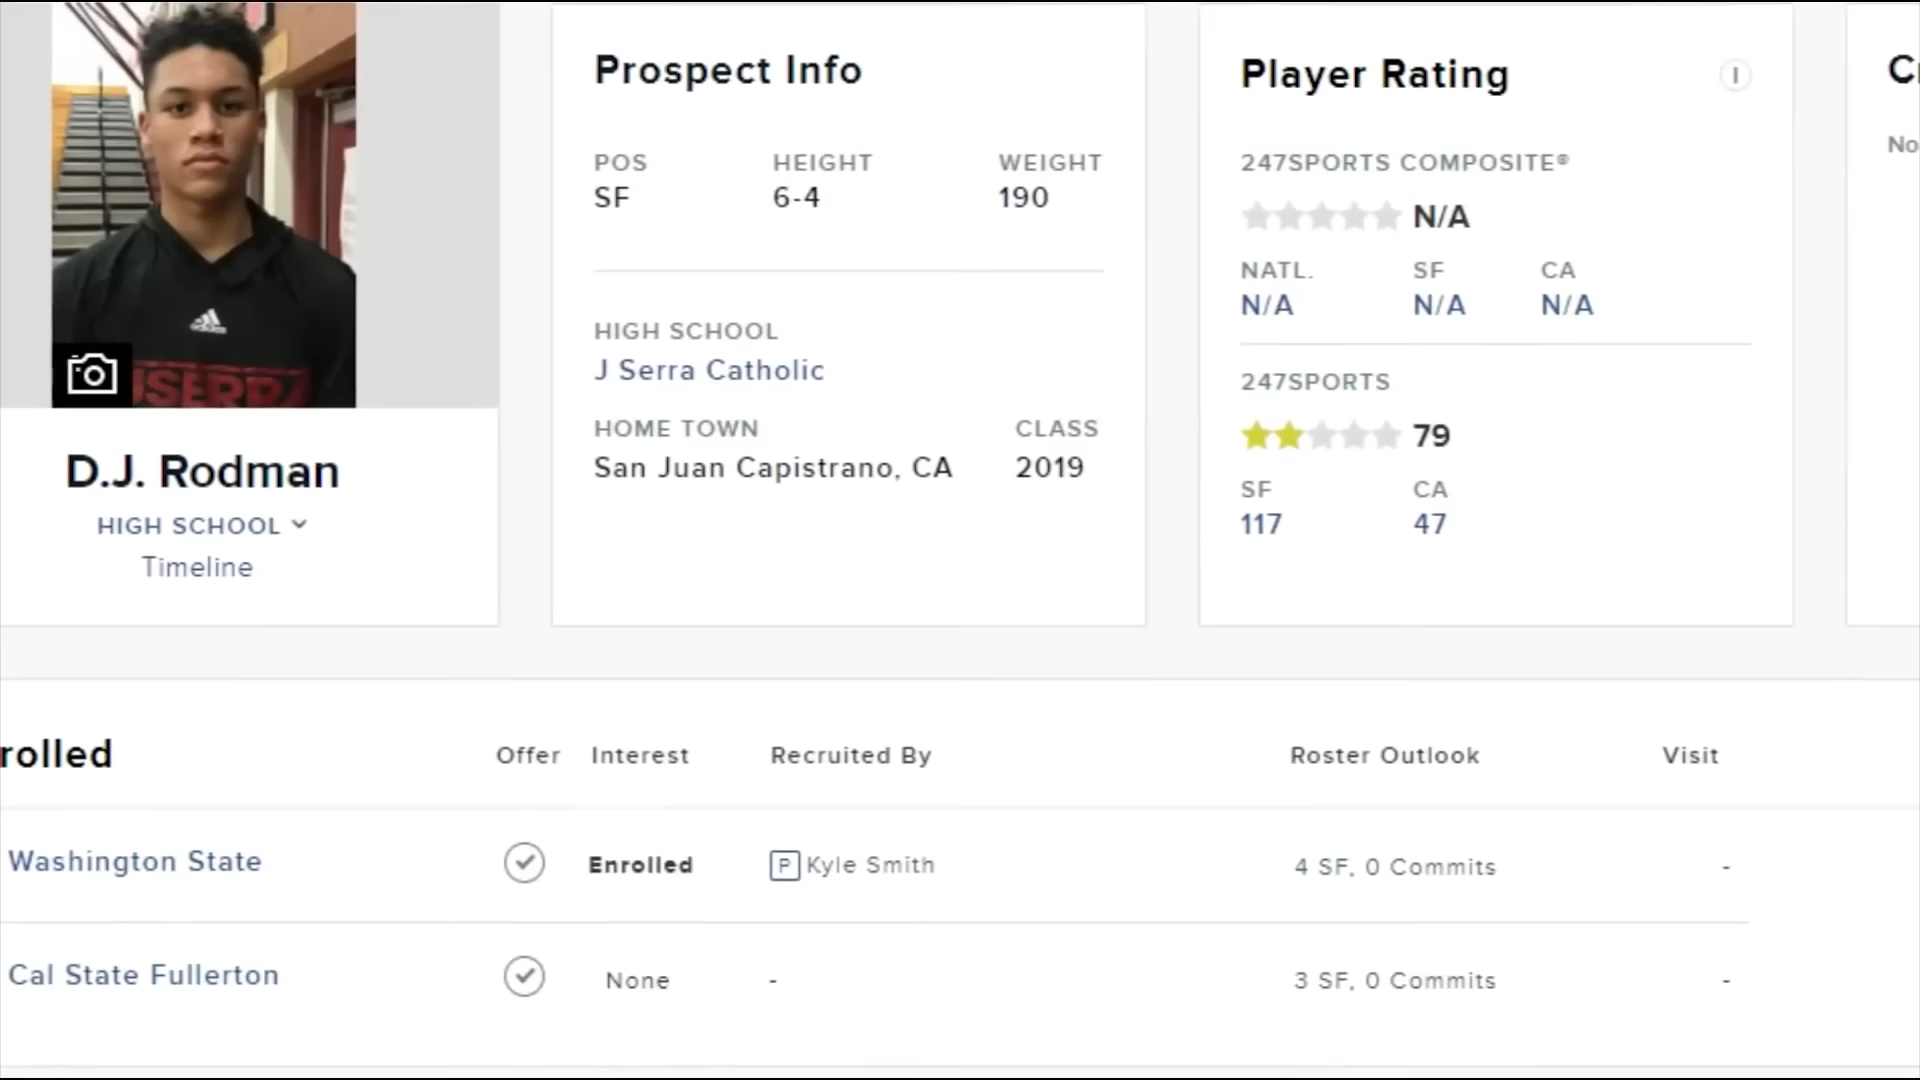 adidas
JSERRA
D.J. Rodman
HIGH SCHOOL
Timeline
Prospect Info
POS HEIGHT WEIGHT
SF 6-4 190
HIGH SCHOOL
J Serra Catholic
HOME TOWN CLASS
San Juan Capistrano, CA 2019
Player Rating
247SPORTS COMPOSITE®
N/A
NATL. SF CA
N/A N/A N/A
247SPORTS
79
SF CA
117 47
No
rolled Offer Interest Recruited By Roster Outlook Visit
Washington State Enrolled P Kyle Smith 4 SF, 0 Commits -
Cal State Fullerton None - 3 SF, 0 Commits -